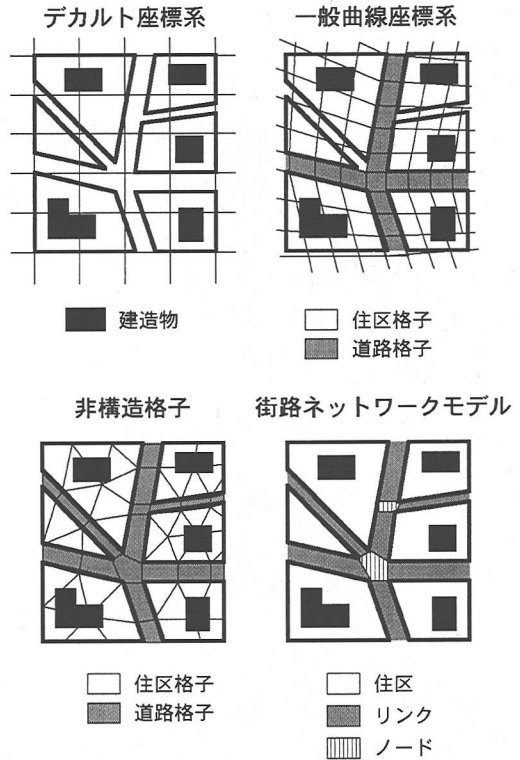 デカルト座標系
一般曲線座標系
建造物
住区格子
道路格子
非構造格子
街路ネットワークモデル
住区格子
道路格子
住区
リンク
ノード